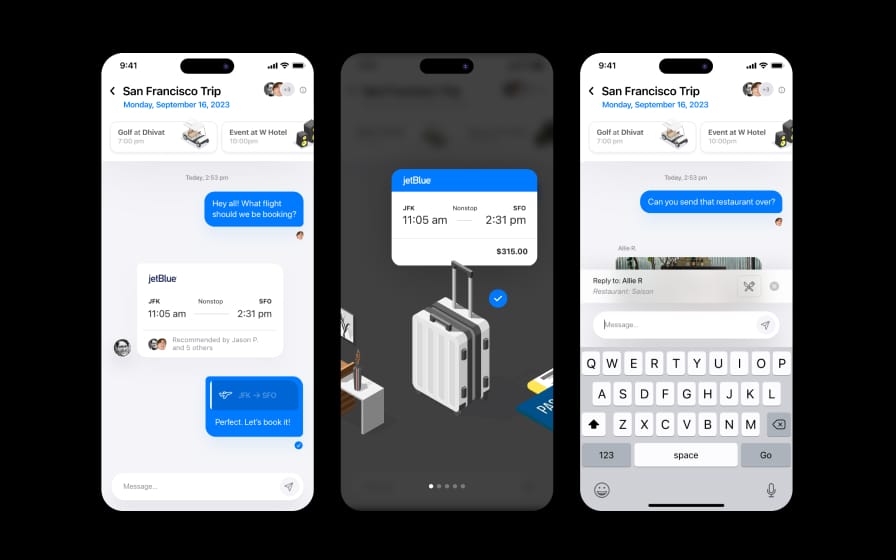 9:41
San Francisco Trip
+3
Monday, September 16, 2023
Golf at Dhivat
7:00 pm
Event at W Hotel
10:00pm
Today, 2:53 pm
Hey all! What flight
should we be booking?
jetBlue
JFK Nonstop SFO
11:05 am 2:31 pm
Recommended by Jason P.
and 5 others
JFK → SFO
Perfect. Let's book it!
Message...
jetBlue
JFK Nonstop SFO
11:05 am 2:31 pm
$315.00
PAS
9:41
San Francisco Trip
+3
Monday, September 16, 2023
Golf at Dhivat
7:00 pm
Event at W Hotel
10:00pm
Today, 2:53 pm
Can you send that restaurant over?
Allie R.
Reply to: Allie R
Restaurant: Saison
Message...
Q W E R T Y U I O P
A S D F G H J K L
Z X C V B N M
123 space Go